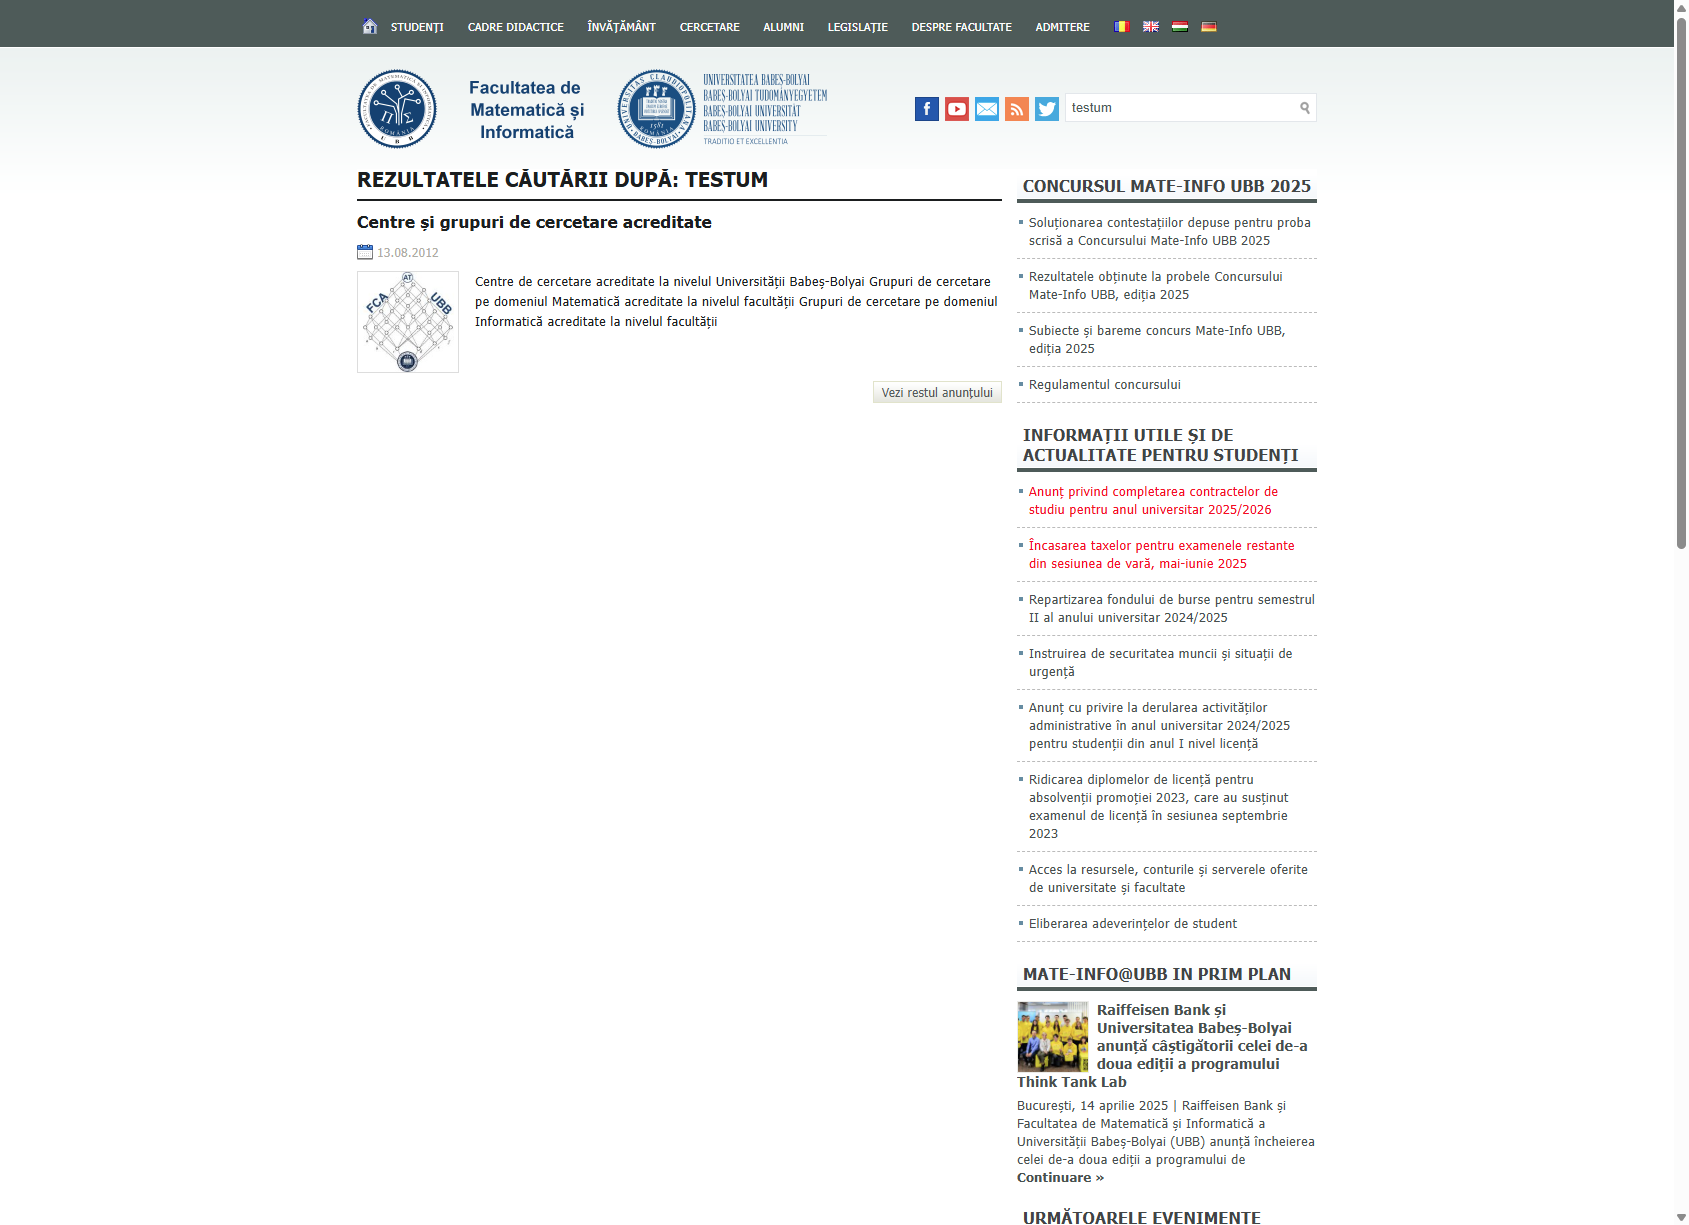 STUDENȚI CADRE DIDACTICE ÎNVĂȚĂMÂNT CERCETARE ALUMNI LEGISLAȚIE DESPRE FACULTATE ADMITERE
Facultatea de
Matematică și
Informatică
UNIVERSITATEA BABEȘ-BOLYAI
BABEȘ-BOLYAI TUDOMÁNYEGYETEM
BABEȘ-BOLYAI UNIVERSITÄT
BABEȘ-BOLYAI UNIVERSITY
TRADITIO ET EXCELLENTIA
testum
REZULTATELE CĂUTĂRII DUPĂ: TESTUM
Centre și grupuri de cercetare acreditate
13.08.2012
AT
FCA
UBB
Centre de cercetare acreditate la nivelul Universității Babeș-Bolyai Grupuri de cercetare
pe domeniul Matematică acreditate la nivelul facultății Grupuri de cercetare pe domeniul
Informatică acreditate la nivelul facultății
Vezi restul anunțului
CONCURSUL MATE-INFO UBB 2025
Soluționarea contestațiilor depuse pentru proba
scrisă a Concursului Mate-Info UBB 2025
Rezultatele obținute la probele Concursului
Mate-Info UBB, ediția 2025
Subiecte și bareme concurs Mate-Info UBB,
ediția 2025
Regulamentul concursului
INFORMAȚII UTILE ȘI DE
ACTUALITATE PENTRU STUDENȚI
Anunț privind completarea contractelor de
studiu pentru anul universitar 2025/2026
Încasarea taxelor pentru examenele restante
din sesiunea de vară, mai-iunie 2025
Repartizarea fondului de burse pentru semestrul
II al anului universitar 2024/2025
Instruirea de securitatea muncii și situații de
urgență
Anunț cu privire la derularea activităților
administrative în anul universitar 2024/2025
pentru studenții din anul I nivel licență
Ridicarea diplomelor de licență pentru
absolvenții promoției 2023, care au susținut
examenul de licență în sesiunea septembrie
2023
Acces la resursele, conturile și serverele oferite
de universitate și facultate
Eliberarea adeverințelor de student
MATE-INFO@UBB IN PRIM PLAN
Raiffeisen Bank și
Universitatea Babeș-Bolyai
anunță câștigătorii celei de-a
doua ediții a programului
Think Tank Lab
București, 14 aprilie 2025 | Raiffeisen Bank și
Facultatea de Matematică și Informatică a
Universității Babeș-Bolyai (UBB) anunță încheierea
celei de-a doua ediții a programului de
Continuare »
URMĂTOARELE EVENIMENTE